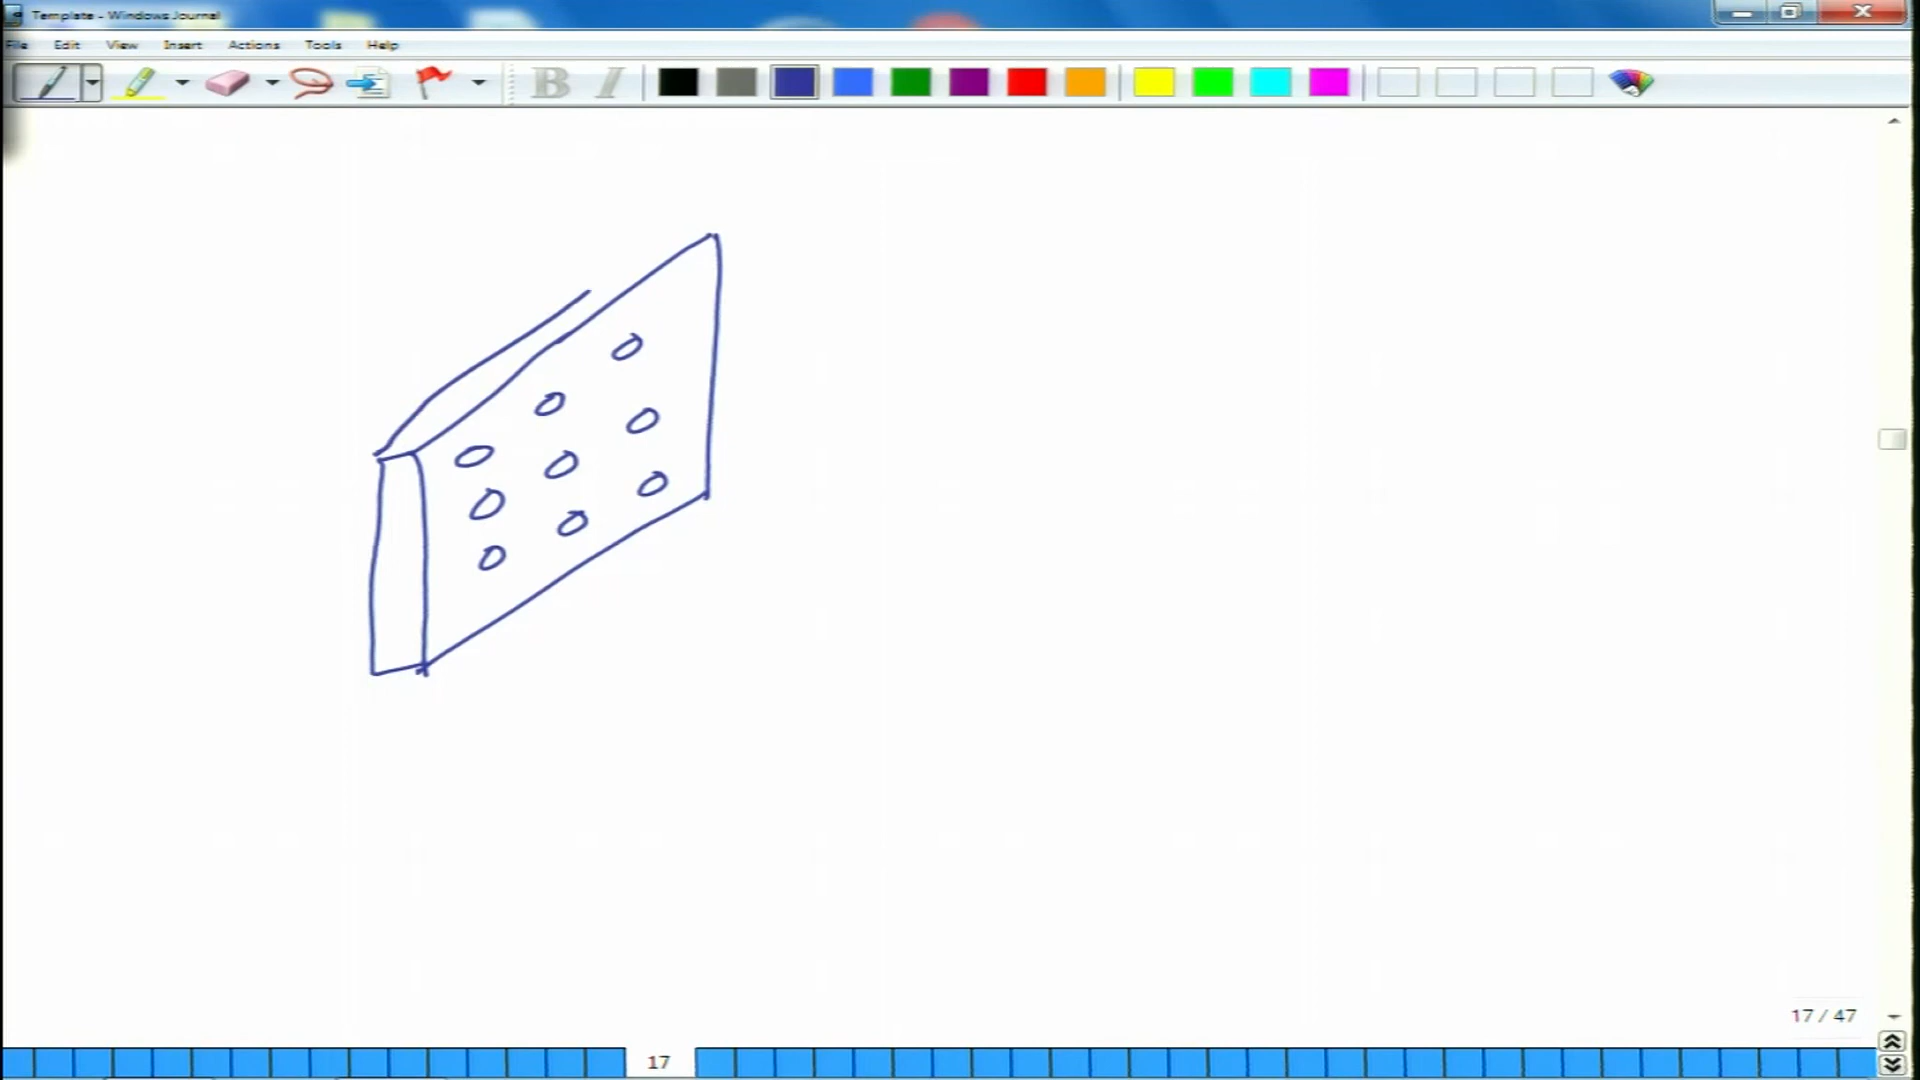 Template - Windows Journal
File Edit View Insert Actions Tools Help
B I
17 / 47
17